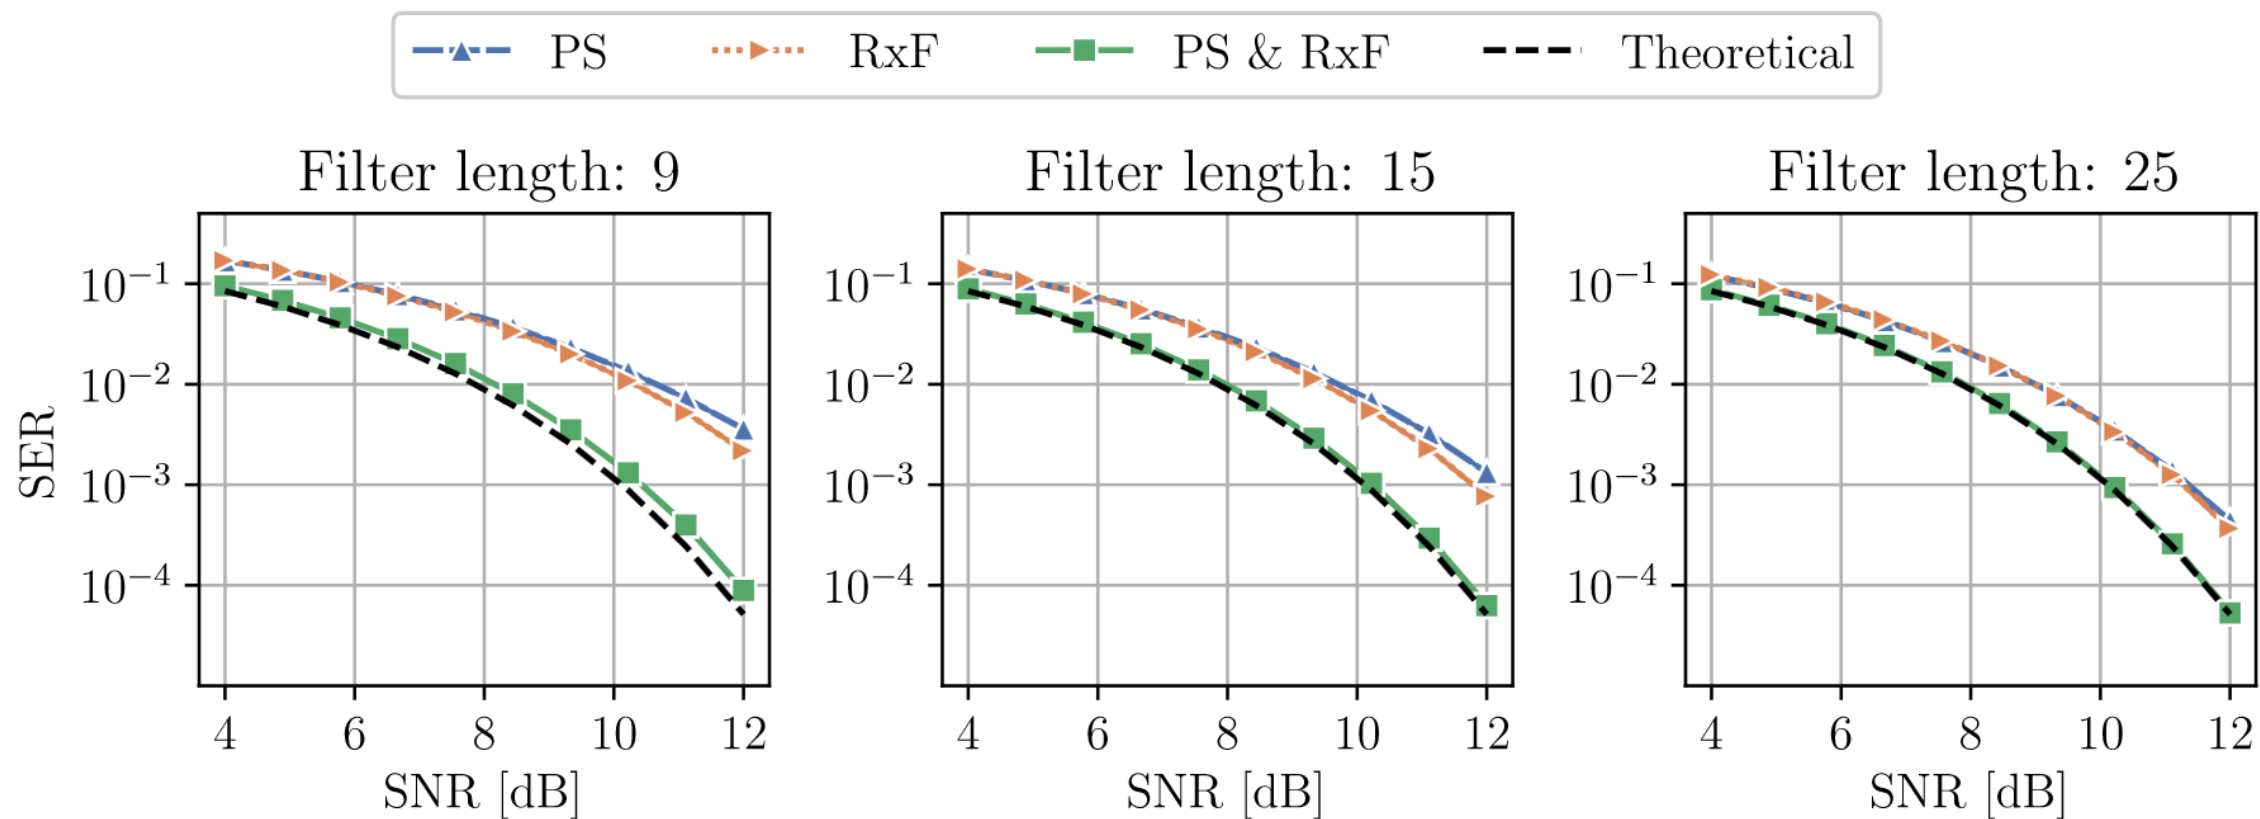 PS RxF PS & RxF Theoretical
Filter length: 9
SER
10⁻¹
10⁻²
10⁻³
10⁻⁴
4 6 8 10 12
SNR [dB]
Filter length: 15
10⁻¹
10⁻²
10⁻³
10⁻⁴
4 6 8 10 12
SNR [dB]
Filter length: 25
10⁻¹
10⁻²
10⁻³
10⁻⁴
4 6 8 10 12
SNR [dB]